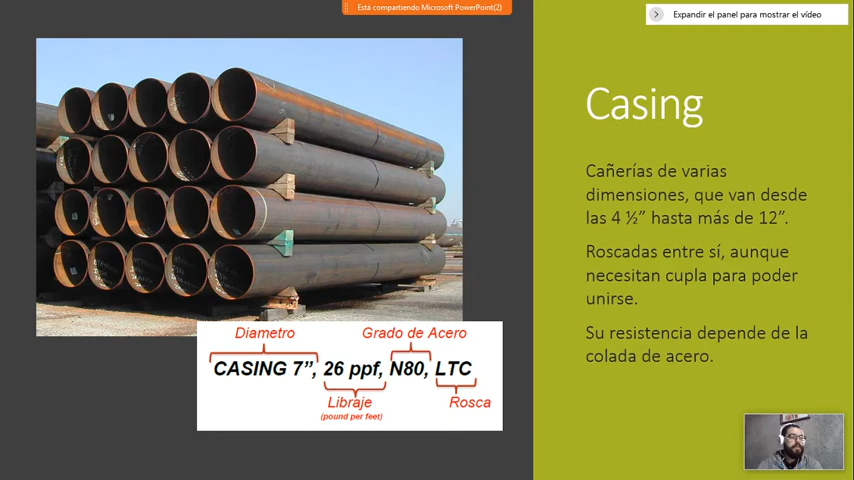 Está compartiendo Microsoft PowerPoint(2)
Expandir el panel para mostrar el vídeo
Casing
Cañerías de varias
dimensiones, que van desde
las 4 ½” hasta más de 12”.
Roscadas entre sí, aunque
necesitan cupla para poder
unirse.
Su resistencia depende de la
colada de acero.
Diametro
Grado de Acero
CASING 7”, 26 ppf, N80, LTC
Libraje
Rosca
(pound per feet)